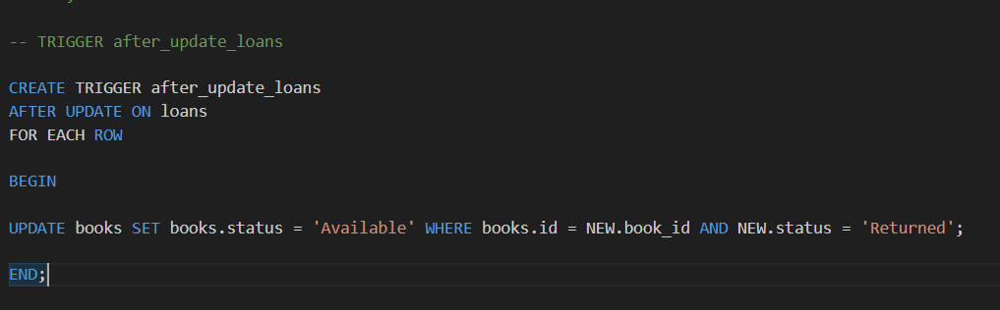 -- TRIGGER after_update_loans
CREATE TRIGGER after_update_loans
AFTER UPDATE ON loans
FOR EACH ROW
BEGIN
UPDATE books SET books.status = 'Available' WHERE books.id = NEW.book_id AND NEW.status = 'Returned';
END;